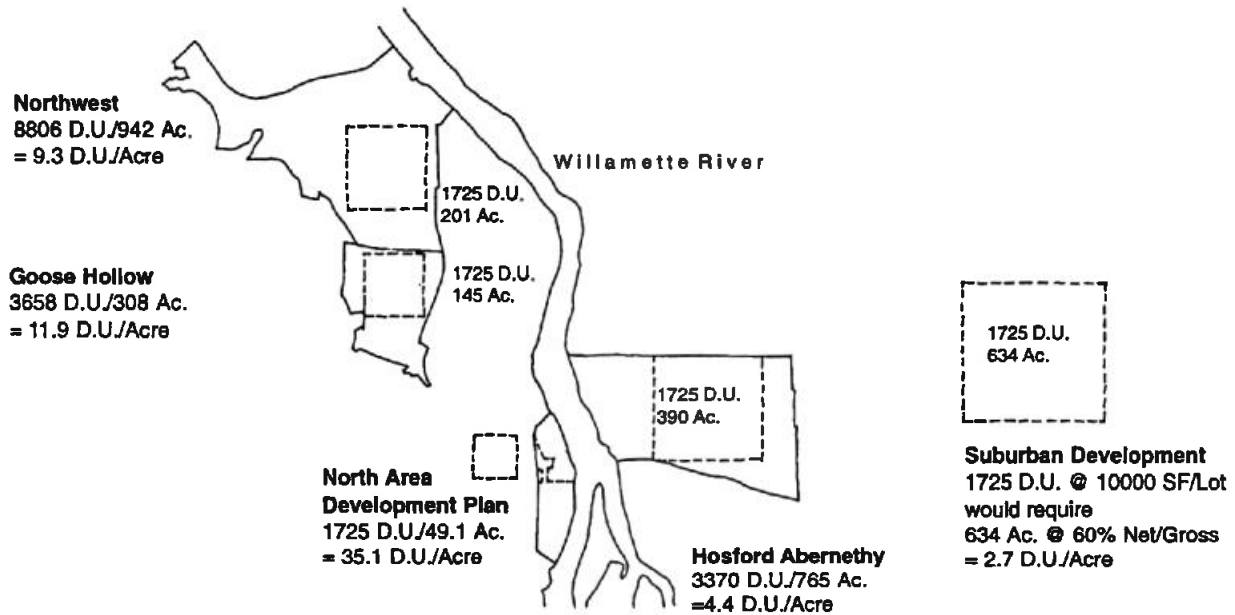 Northwest
8806 D.U./942 Ac.
= 9.3 D.U./Acre
Willamette River
1725 D.U.
201 Ac.
Goose Hollow
3658 D.U./308 Ac.
= 11.9 D.U./Acre
1725 D.U.
145 Ac.
1725 D.U.
634 Ac.
1725 D.U.
390 Ac.
North Area
Development Plan
1725 D.U./49.1 Ac.
= 35.1 D.U./Acre
Hosford Abernethy
3370 D.U./765 Ac.
=4.4 D.U./Acre
Suburban Development
1725 D.U. @ 10000 SF/Lot
would require
634 Ac. @ 60% Net/Gross
= 2.7 D.U./Acre